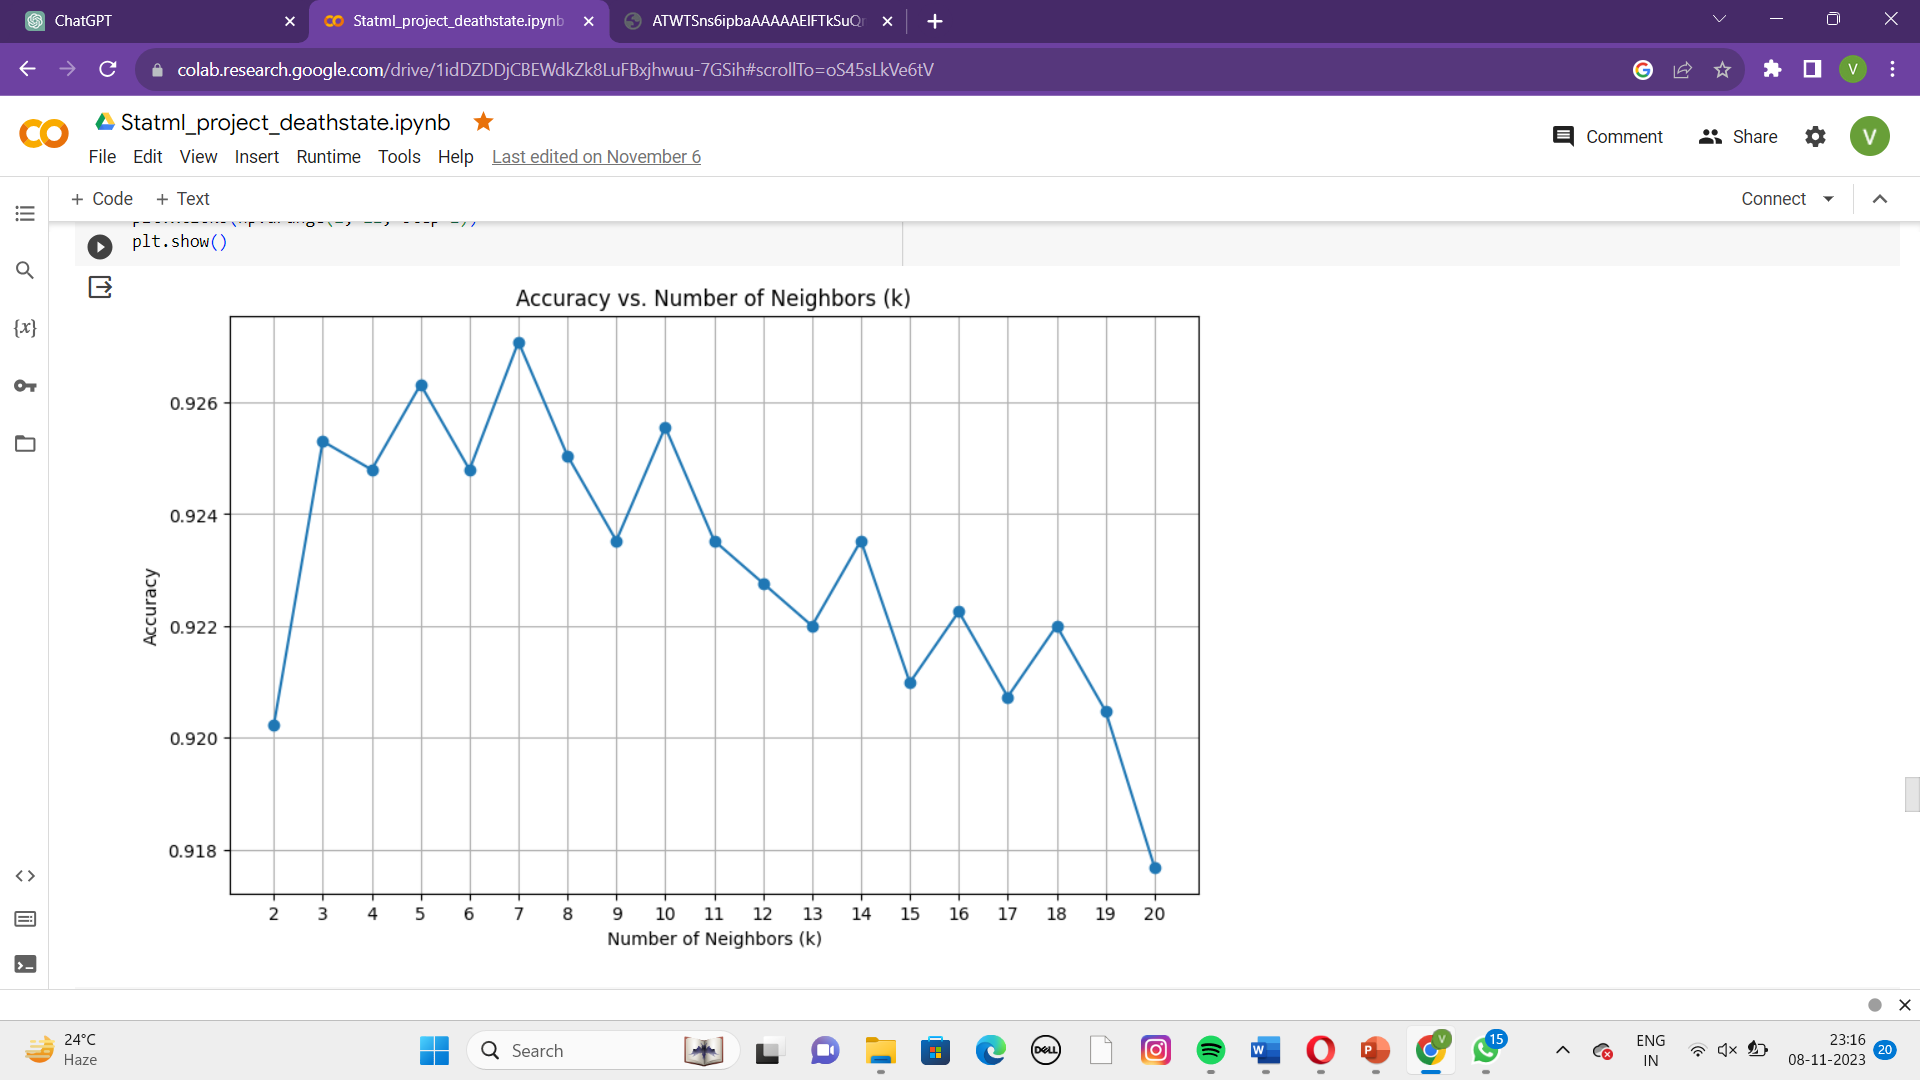 ChatGPT
Statml_project_deathstate.ipynb
colab.research.google.com/drive/1idDZDDjCBEWdkZk8LuFBxjhwuu-7GSih#scrollTo=oS45sLkVe6tV
V
CO
Statml_project_deathstate.ipynb
File Edit View Insert Runtime Tools Help Last edited on November 6
Comment Share V
+ Code + Text
Connect
{x}
plt.show()
Accuracy vs. Number of Neighbors (k)
0.926
0.924
0.922
0.920
0.918
Accuracy
2 3 4 5 6 7 8 9 10 11 12 13 14 15 16 17 18 19 20
Number of Neighbors (k)
24°C
Haze
Search
DELL
W
P
V
15
ENG
IN
23:16
08-11-2023
20